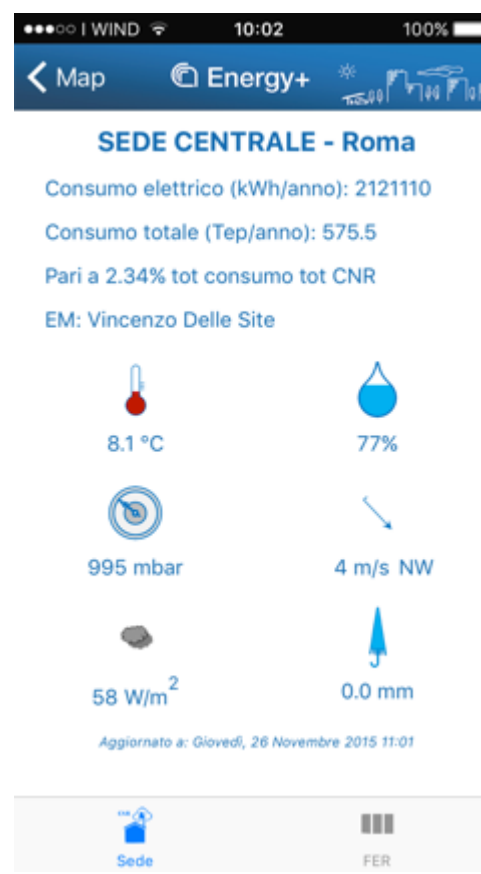 WIND 10:02 100%
Map Energy+
SEDE CENTRALE - Roma
Consumo elettrico (kWh/anno): 2121110
Consumo totale (Tep/anno): 575.5
Pari a 2.34% tot consumo tot CNR
EM: Vincenzo Delle Site
8.1 °C 77%
995 mbar 4 m/s NW
58 W/m² 0.0 mm
Aggiornato a: Giovedì, 26 Novembre 2015 11:01
CNR
Sede FER